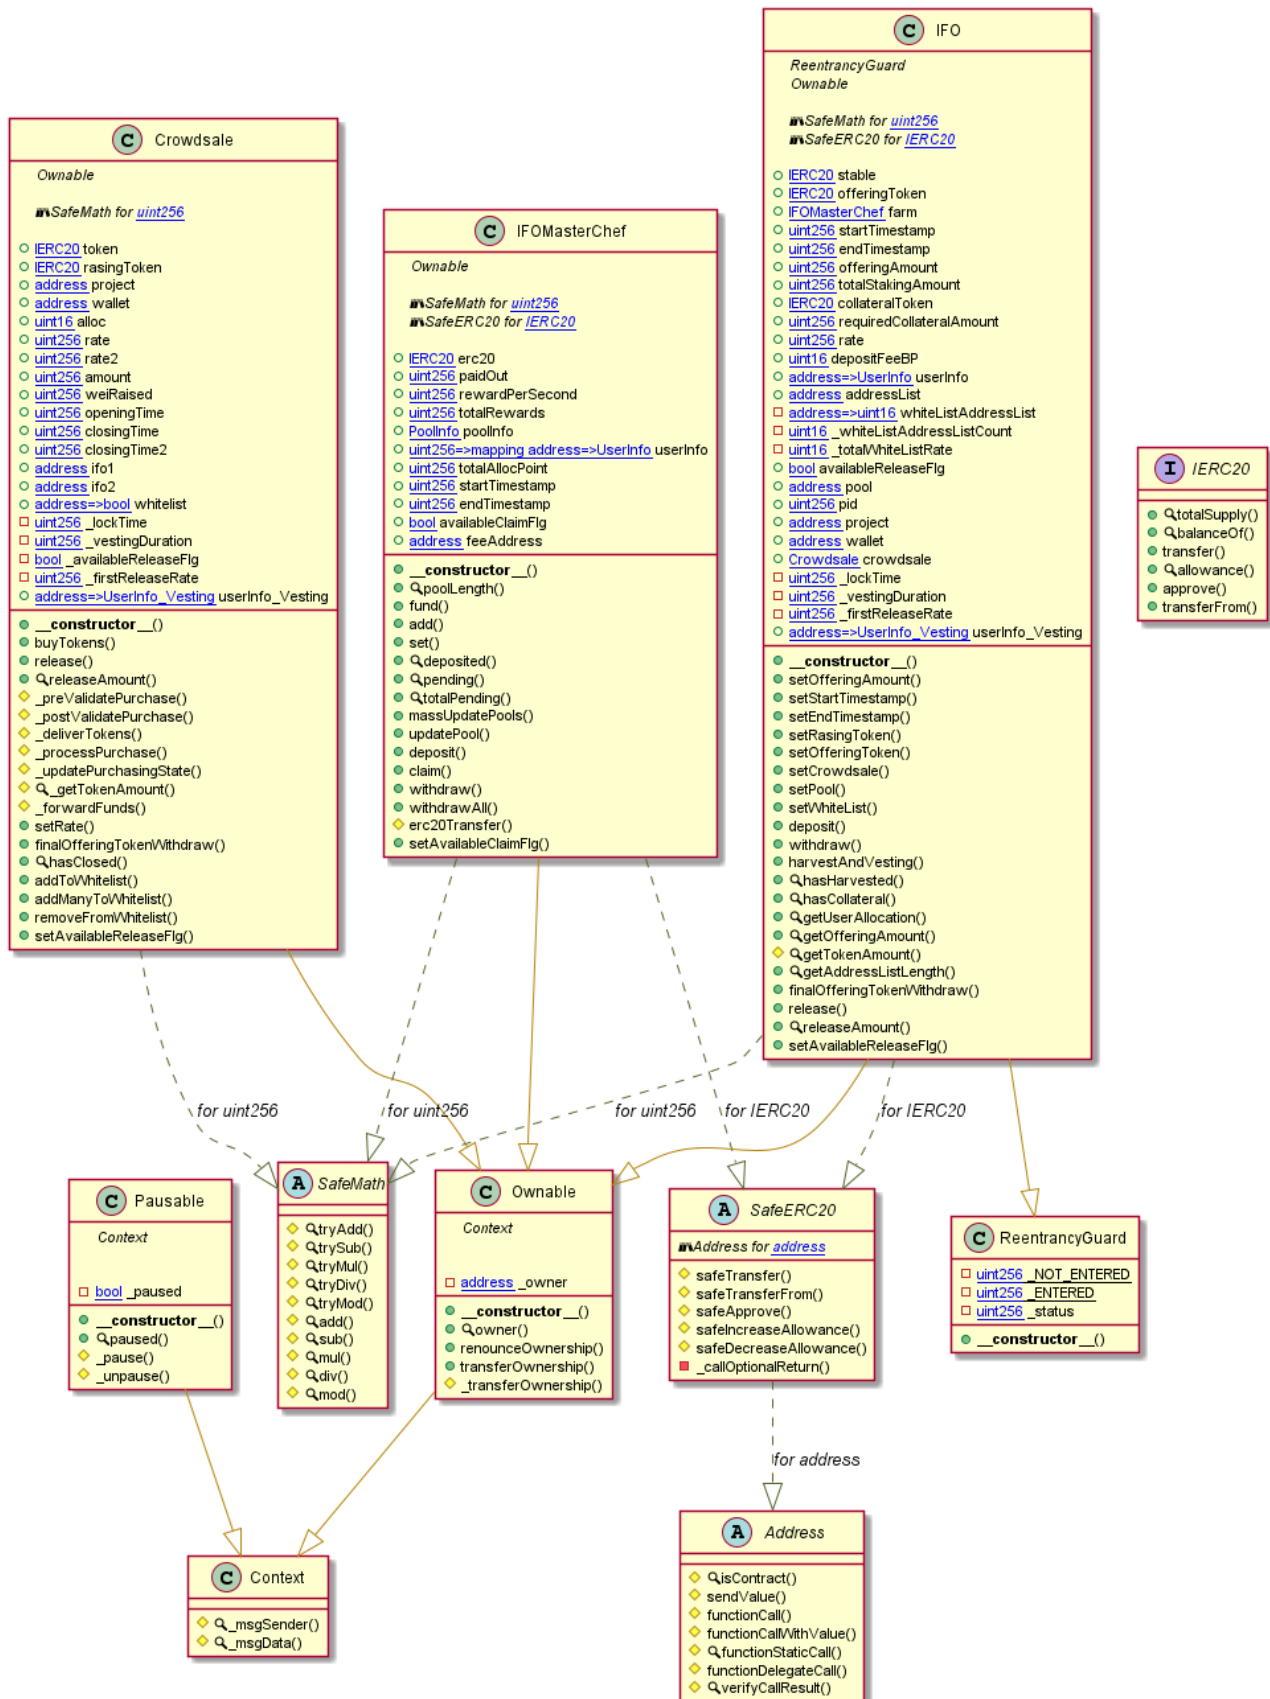 C IFO
ReentrancyGuard
Ownable
SafeMath for uint256
SafeERC20 for IERC20
IERC20 stable
IERC20 offeringToken
IFOMasterChef farm
uint256 startTimestamp
uint256 endTimestamp
uint256 offeringAmount
uint256 totalStakingAmount
IERC20 collateralToken
uint256 requiredCollateralAmount
uint256 rate
uint16 depositFeeBP
address=>UserInfo userInfo
address addressList
address=>uint16 whiteListAddressList
uint16 _whiteListAddressListCount
uint16 _totalWhiteListRate
bool availableReleaseFlg
address pool
uint256 pid
address project
address wallet
Crowdsale crowdsale
uint256 _lockTime
uint256 _vestingDuration
uint256 _firstReleaseRate
address=>UserInfo_Vesting userInfo_Vesting
__constructor__()
setOfferingAmount()
setStartTimestamp()
setEndTimestamp()
setRasingToken()
setOfferingToken()
setCrowdsale()
setPool()
setWhiteList()
deposit()
withdraw()
harvestAndVesting()
hasHarvested()
hasCollateral()
getUserAllocation()
getOfferingAmount()
getTokenAmount()
getAddressListLength()
finalOfferingTokenWithdraw()
release()
releaseAmount()
setAvailableReleaseFlg()
C Crowdsale
Ownable
SafeMath for uint256
IERC20 token
IERC20 rasingToken
address project
address wallet
uint16 alloc
uint256 rate
uint256 rate2
uint256 amount
uint256 weiRaised
uint256 openingTime
uint256 closingTime
uint256 closingTime2
address ifo1
address ifo2
address=>bool whitelist
uint256 _lockTime
uint256 _vestingDuration
bool _availableReleaseFlg
uint256 _firstReleaseRate
address=>UserInfo_Vesting userInfo_Vesting
__constructor__()
buyTokens()
release()
releaseAmount()
_preValidatePurchase()
_postValidatePurchase()
_deliverTokens()
_processPurchase()
_updatePurchasingState()
_getTokenAmount()
_forwardFunds()
setRate()
finalOfferingTokenWithdraw()
hasClosed()
addToWhitelist()
addManyToWhitelist()
removeFromWhitelist()
setAvailableReleaseFlg()
C IFOMasterChef
Ownable
SafeMath for uint256
SafeERC20 for IERC20
IERC20 erc20
uint256 paidOut
uint256 rewardPerSecond
uint256 totalRewards
PoolInfo poolInfo
uint256=>mapping address=>UserInfo userInfo
uint256 totalAllocPoint
uint256 startTimestamp
uint256 endTimestamp
bool availableClaimFlg
address feeAddress
__constructor__()
poolLength()
fund()
add()
set()
deposited()
pending()
totalPending()
massUpdatePools()
updatePool()
deposit()
claim()
withdraw()
withdrawAll()
erc20Transfer()
setAvailableClaimFlg()
I IERC20
totalSupply()
balanceOf()
transfer()
allowance()
approve()
transferFrom()
for uint256
for uint256
for uint256
for IERC20
for IERC20
C Pausable
Context
bool _paused
__constructor__()
paused()
_pause()
_unpause()
A SafeMath
tryAdd()
trySub()
tryMul()
tryDiv()
tryMod()
add()
sub()
mul()
div()
mod()
C Ownable
Context
address _owner
__constructor__()
owner()
renounceOwnership()
transferOwnership()
_transferOwnership()
A SafeERC20
Address for address
safeTransfer()
safeTransferFrom()
safeApprove()
safeIncreaseAllowance()
safeDecreaseAllowance()
_callOptionalReturn()
C ReentrancyGuard
uint256 _NOT_ENTERED
uint256 _ENTERED
uint256 _status
__constructor__()
for address
C Context
_msgSender()
_msgData()
A Address
isContract()
sendValue()
functionCall()
functionCallWithValue()
functionStaticCall()
functionDelegateCall()
verifyCallResult()